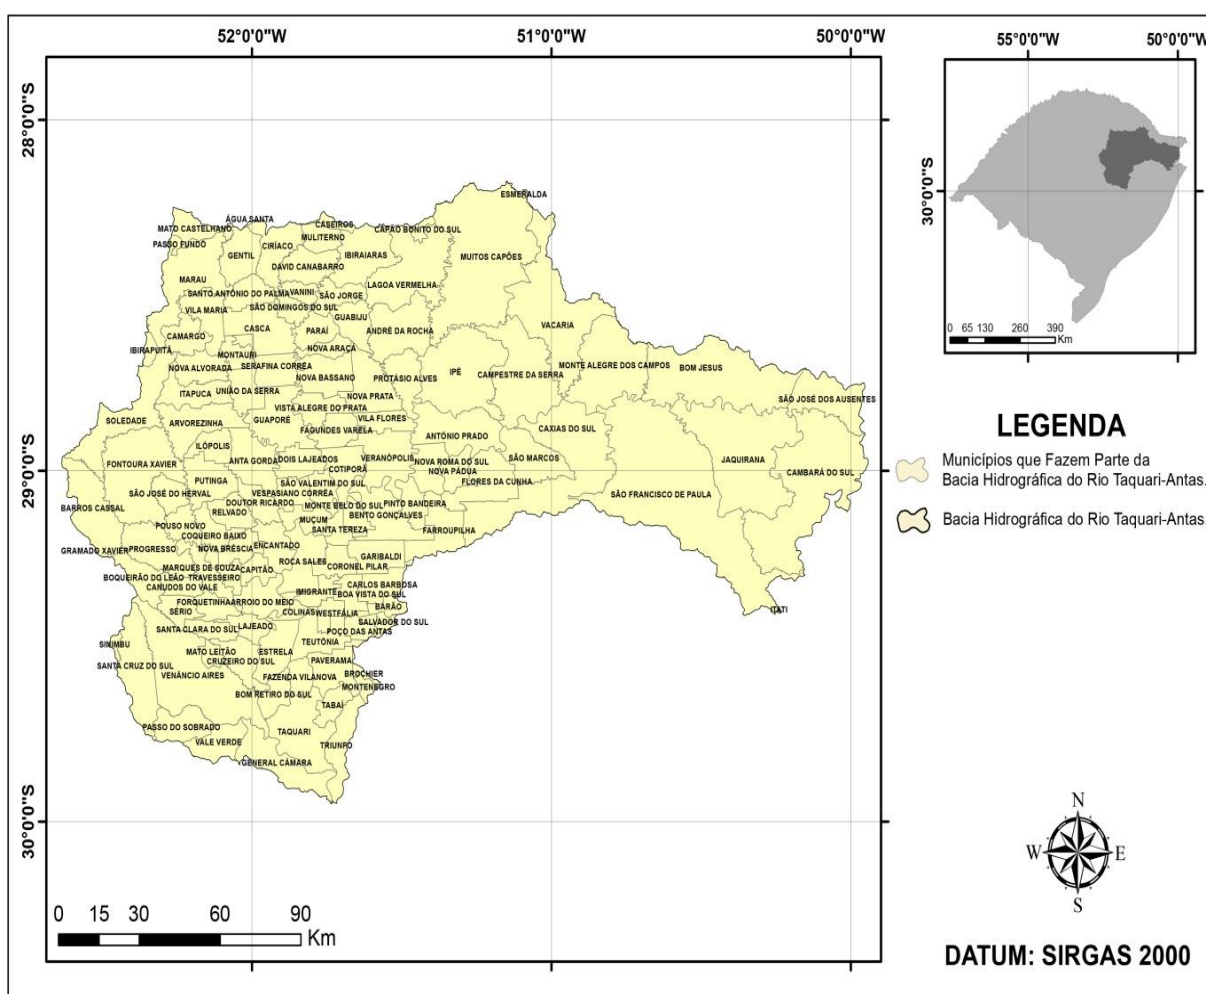 52°0'0"W
51°0'0"W
50°0'0"W
55°0'0"W
50°0'0"W
28°0'0"S
29°0'0"S
30°0'0"S
30°0'0"S
ESMERALDA
ÁGUA SANTA
MATO CASTELHANO
CASEIROS
CAPÃO BONITO DO SUL
PASSO FUNDO
CIRÍACO
MULITERNO
GENTIL
IBIRAIARAS
MUITOS CAPÕES
DAVID CANABARRO
MARAU
LAGOA VERMELHA
SANTO ANTÔNIO DO PALMA
VANINI
SÃO JORGE
VILA MARIA
SÃO DOMINGOS DO SUL
GUABIJU
CASCA
PARAÍ
ANDRÉ DA ROCHA
VACARIA
CAMARGO
IBIRAPUITÃ
MONTAURI
NOVA ARAÇÁ
NOVA ALVORADA
SERAFINA CORRÊA
NOVA BASSANO
PROTÁSIO ALVES
IPÊ
CAMPESTRE DA SERRA
MONTE ALEGRE DOS CAMPOS
BOM JESUS
ITAPUCA
UNIÃO DA SERRA
NOVA PRATA
SÃO JOSÉ DOS AUSENTES
VISTA ALEGRE DO PRATA
SOLEDADE
ARVOREZINHA
GUAPORÉ
VILA FLORES
FAGUNDES VARELA
CAXIAS DO SUL
ANTÔNIO PRADO
ILÓPOLIS
FONTOURA XAVIER
ANTA GORDA
DOIS LAJEADOS
VERANÓPOLIS
NOVA ROMA DO SUL
SÃO MARCOS
JAQUIRANA
COTIPORÃ
NOVA PÁDUA
CAMBARÁ DO SUL
PUTINGA
SÃO VALENTIM DO SUL
FLORES DA CUNHA
SÃO JOSÉ DO HERVAL
VESPASIANO CORRÊA
SÃO FRANCISCO DE PAULA
BARROS CASSAL
DOUTOR RICARDO
MONTE BELO DO SUL
PINTO BANDEIRA
RELVADO
BENTO GONÇALVES
POUSO NOVO
MUÇUM
SANTA TEREZA
FARROUPILHA
COQUEIRO BAIXO
GRAMADO XAVIER
PROGRESSO
NOVA BRÉSCIA
ENCANTADO
GARIBALDI
ROCA SALES
CORONEL PILAR
MARQUES DE SOUZA
CAPITÃO
BOQUEIRÃO DO LEÃO
TRAVESSEIRO
CANUDOS DO VALE
CARLOS BARBOSA
IMIGRANTE
BOA VISTA DO SUL
FORQUETINHA
ARROIO DO MEIO
SÉRIO
COLINAS
WESTFÁLIA
BARÃO
ITATI
SALVADOR DO SUL
SANTA CLARA DO SUL
LAJEADO
POÇO DAS ANTAS
SINIMBU
TEUTÔNIA
MATO LEITÃO
ESTRELA
SANTA CRUZ DO SUL
CRUZEIRO DO SUL
PAVERAMA
VENÂNCIO AIRES
FAZENDA VILANOVA
BROCHIER
MONTENEGRO
BOM RETIRO DO SUL
TABAÍ
PASSO DO SOBRADO
TAQUARI
VALE VERDE
TRIUNFO
GENERAL CÂMARA
0 15 30 60 90
Km
0 65 130 260 390
Km
LEGENDA
Municípios que Fazem Parte da
Bacia Hidrográfica do Rio Taquari-Antas.
Bacia Hidrográfica do Rio Taquari-Antas.
N
W
E
S
DATUM: SIRGAS 2000